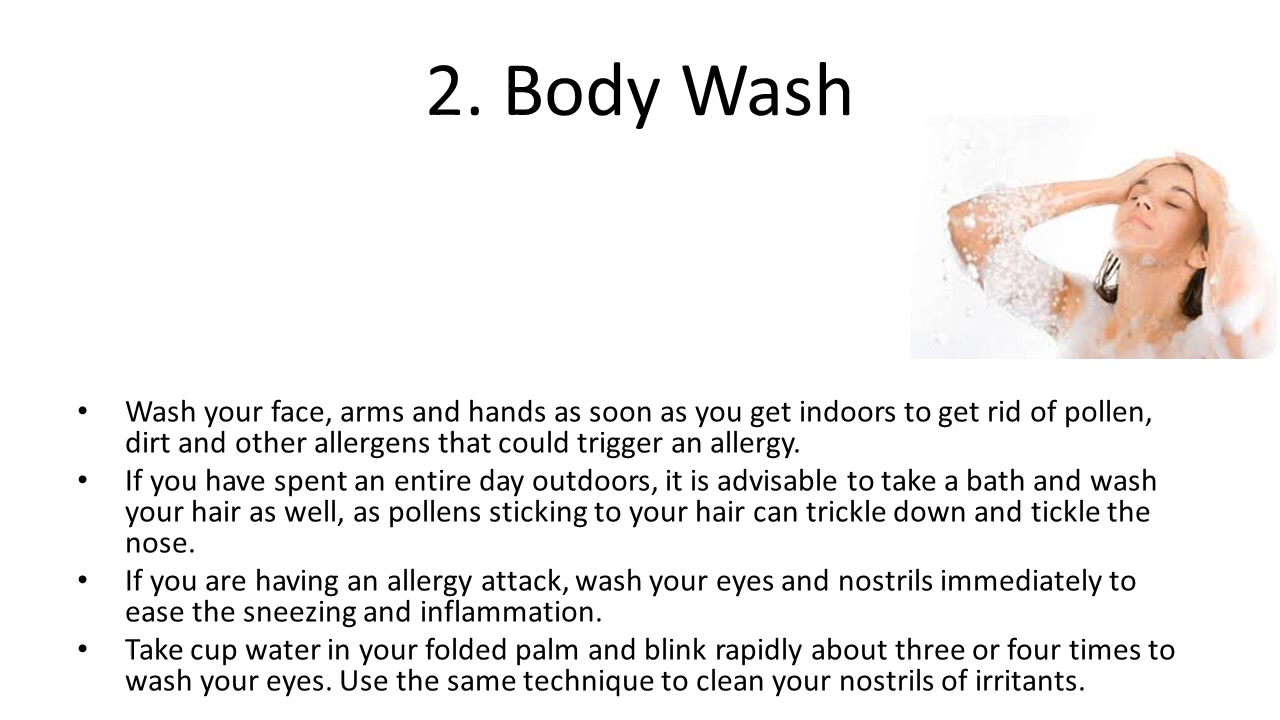 2. Body Wash
• Wash your face, arms and hands as soon as you get indoors to get rid of pollen,
dirt and other allergens that could trigger an allergy.
• If you have spent an entire day outdoors, it is advisable to take a bath and wash
your hair as well, as pollens sticking to your hair can trickle down and tickle the
nose.
• If you are having an allergy attack, wash your eyes and nostrils immediately to
ease the sneezing and inflammation.
• Take cup water in your folded palm and blink rapidly about three or four times to
wash your eyes. Use the same technique to clean your nostrils of irritants.